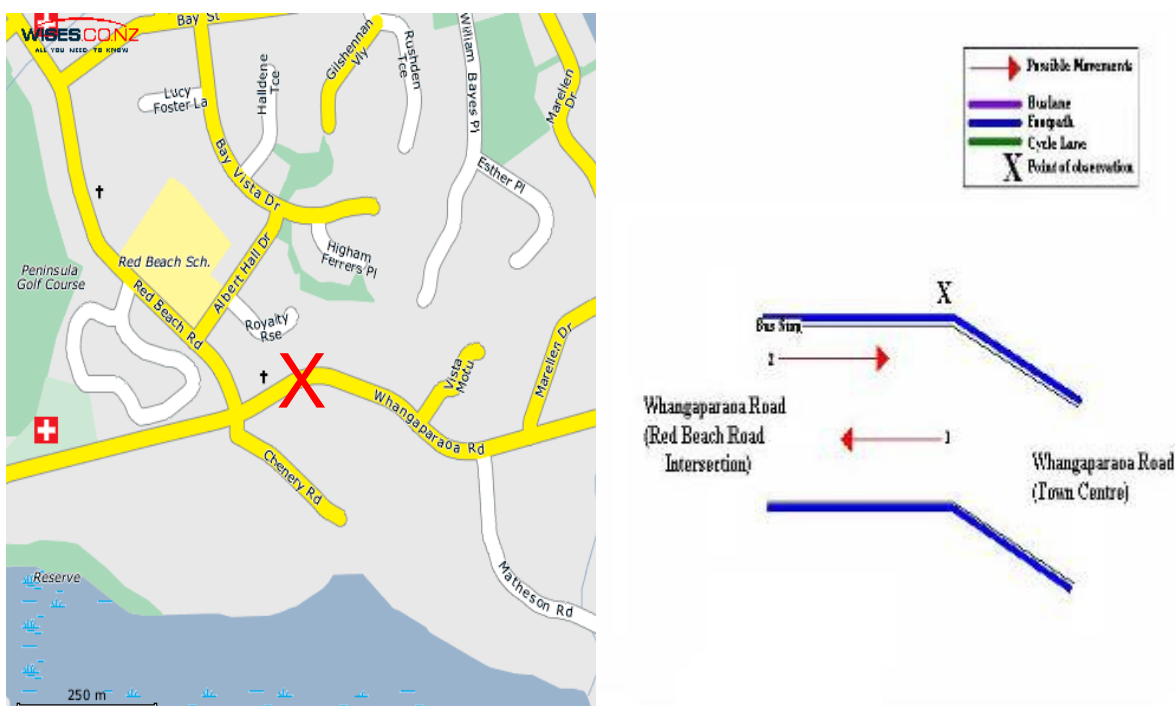 WISES.CO.NZ
ALL YOU NEED TO KNOW
Bay St
Gilshennan Vly
Rushden Tce
William Bayes Pl
Marellen Dr
Halldene Tce
Lucy
Foster La
Bay Vista Dr
Esther Pl
Albert Hall Dr
Higham
Ferrers Pl
Red Beach Sch.
Peninsula
Golf Course
Red Beach Rd
Royalty
Rse
X
Vista
Motu
Marellen Dr
Whangaparaoa Rd
Chenery Rd
Matheson Rd
Reserve
250 m
Possible Movements
Buslane
Footpath
Cycle Lane
X Point of observation
X
Bus Stop
2
Whangaparaoa Road
(Red Beach Road
Intersection)
1
Whangaparaoa Road
(Town Centre)